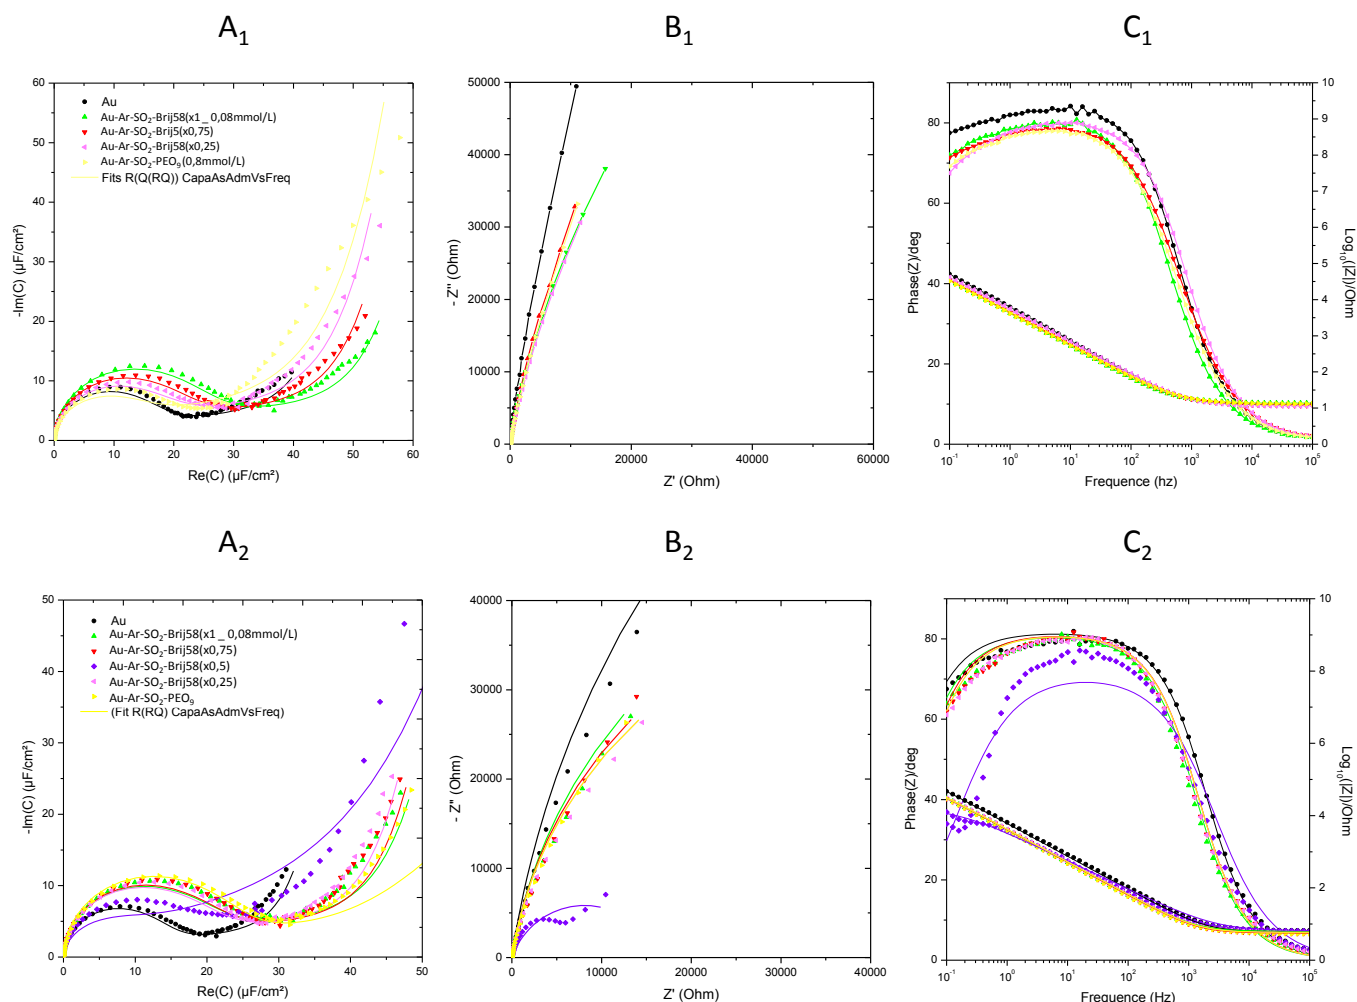 A1
B1
C1
60
50
40
30
20
10
0
-Im(C) (µF/cm²)
Au
Au-Ar-SO2-Brij58(x1_ 0,08mmol/L)
Au-Ar-SO2-Brij5(x0,75)
Au-Ar-SO2-Brij58(x0,25)
Au-Ar-SO2-PEO9(0,8mmol/L)
Fits R(Q(RQ)) CapaAsAdmVsFreq
0 10 20 30 40 50 60
Re(C) (µF/cm²)
50000
40000
30000
20000
10000
0
- Z'' (Ohm)
0 20000 40000 60000
Z' (Ohm)
80
60
40
20
0
Phase(Z)/deg
10
9
8
7
6
5
4
3
2
1
0
Log10(|Z|)/Ohm
10-1 100 101 102 103 104 105
Frequence (hz)
A2
B2
C2
50
40
30
20
10
0
-Im(C) (µF/cm²)
Au
Au-Ar-SO2-Brij58(x1_ 0,08mmol/L)
Au-Ar-SO2-Brij58(x0,75)
Au-Ar-SO2-Brij58(x0,5)
Au-Ar-SO2-Brij58(x0,25)
Au-Ar-SO2-PEO9
(Fit R(RQ) CapaAsAdmVsFreq)
0 10 20 30 40 50
Re(C) (µF/cm²)
40000
30000
20000
10000
0
- Z'' (Ohm)
0 10000 20000 30000 40000
Z' (Ohm)
80
60
40
20
0
Phase(Z)/deg
10
8
6
4
2
0
Log10(|Z|)/Ohm
10-1 100 101 102 103 104 105
Frequence (hz)